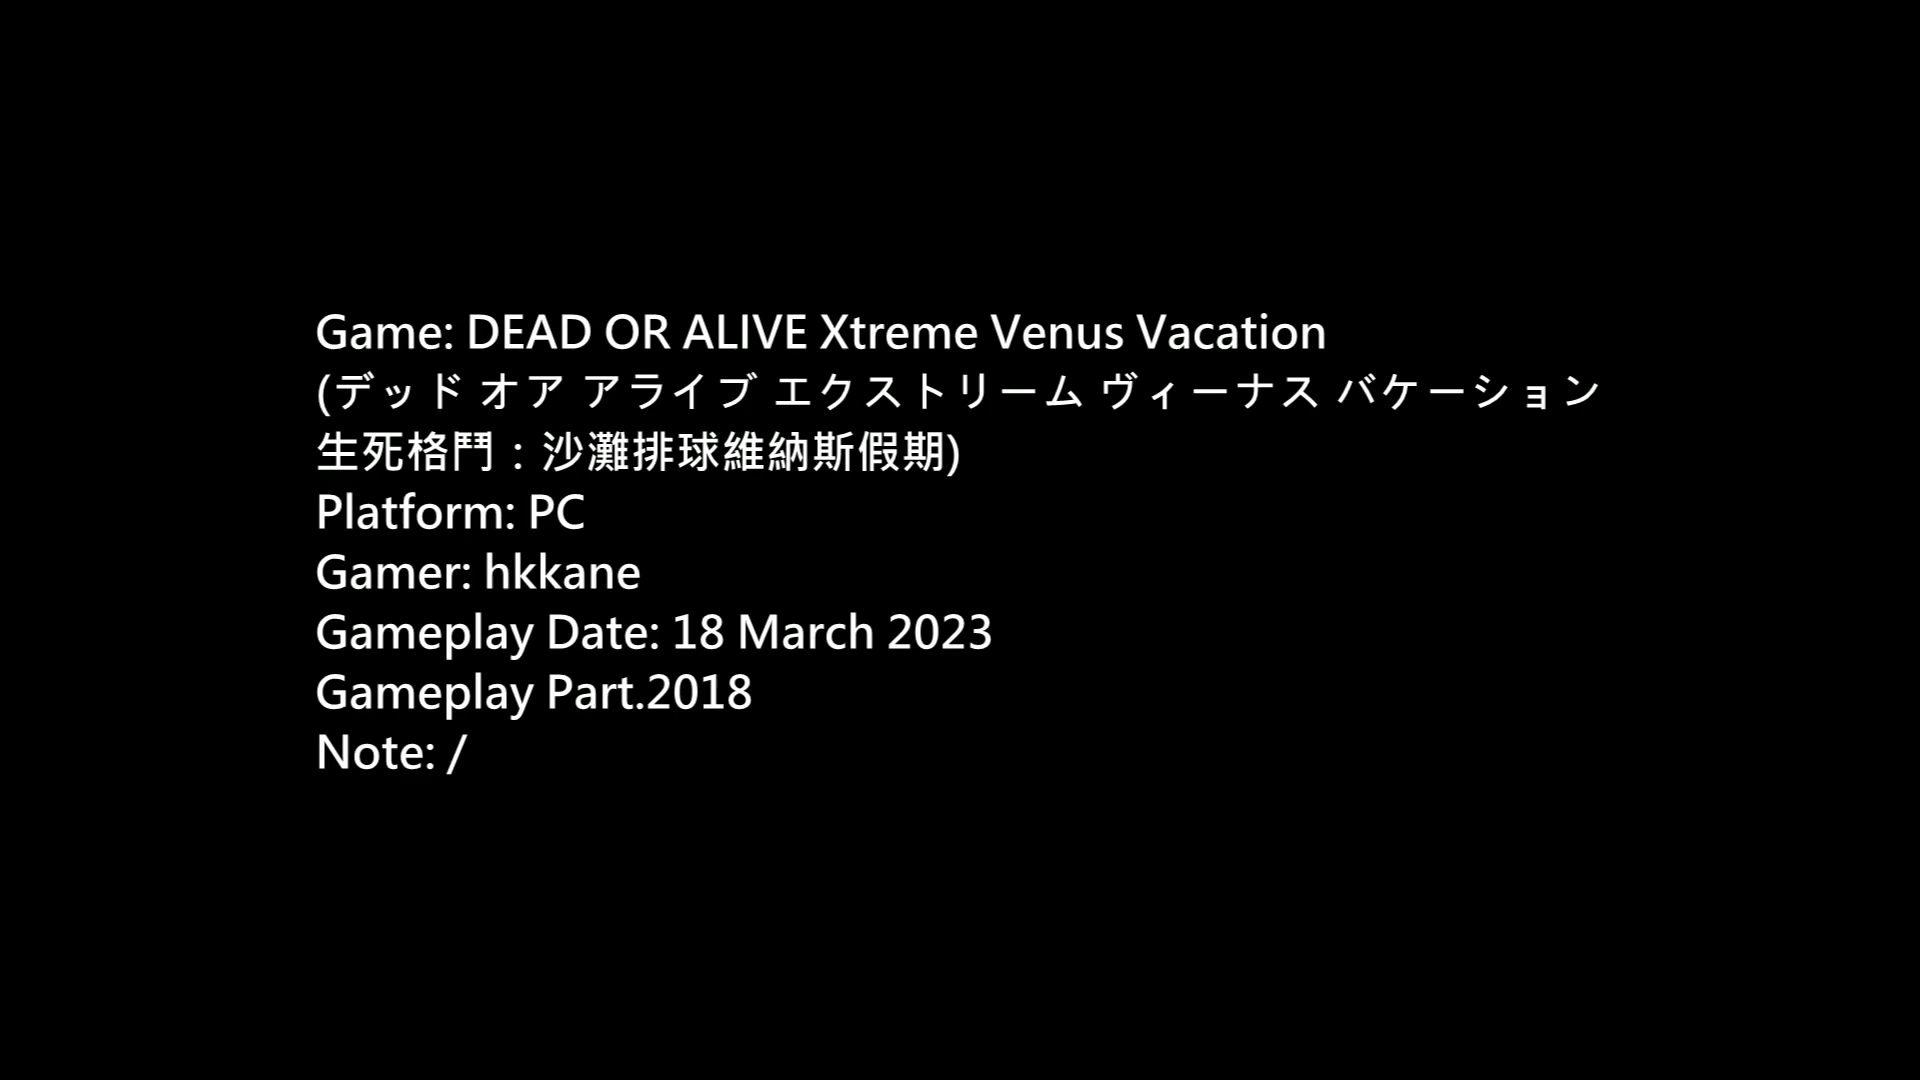 Game: DEAD OR ALIVE Xtreme Venus Vacation
(デッド オア アライブ エクストリーム ヴィーナス バケーション
生死格鬥：沙灘排球維納斯假期)
Platform: PC
Gamer: hkkane
Gameplay Date: 18 March 2023
Gameplay Part.2018
Note: /